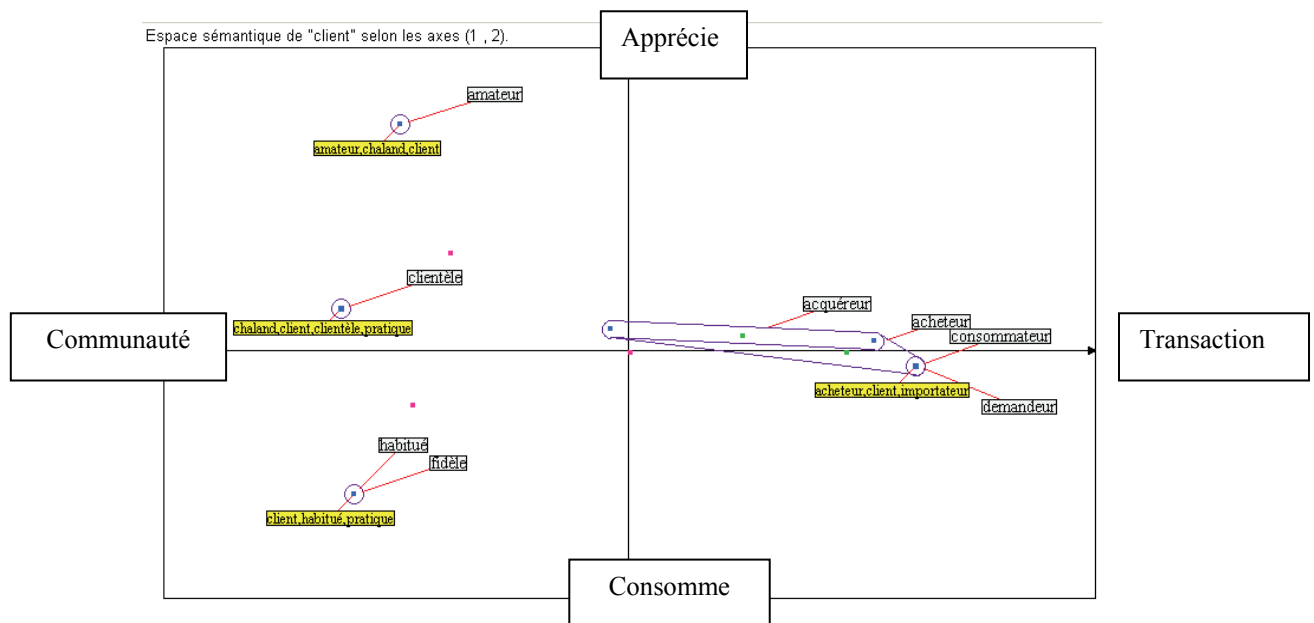 Espace sémantique de "client" selon les axes (1 , 2).
Apprécie
amateur
amateur,chaland,client
clientèle
chaland,client,clientèle,pratique
acquéreur
acheteur
consommateur
Communauté
Transaction
acheteur,client,importateur
demandeur
habitué
fidèle
client,habitué,pratique
Consomme